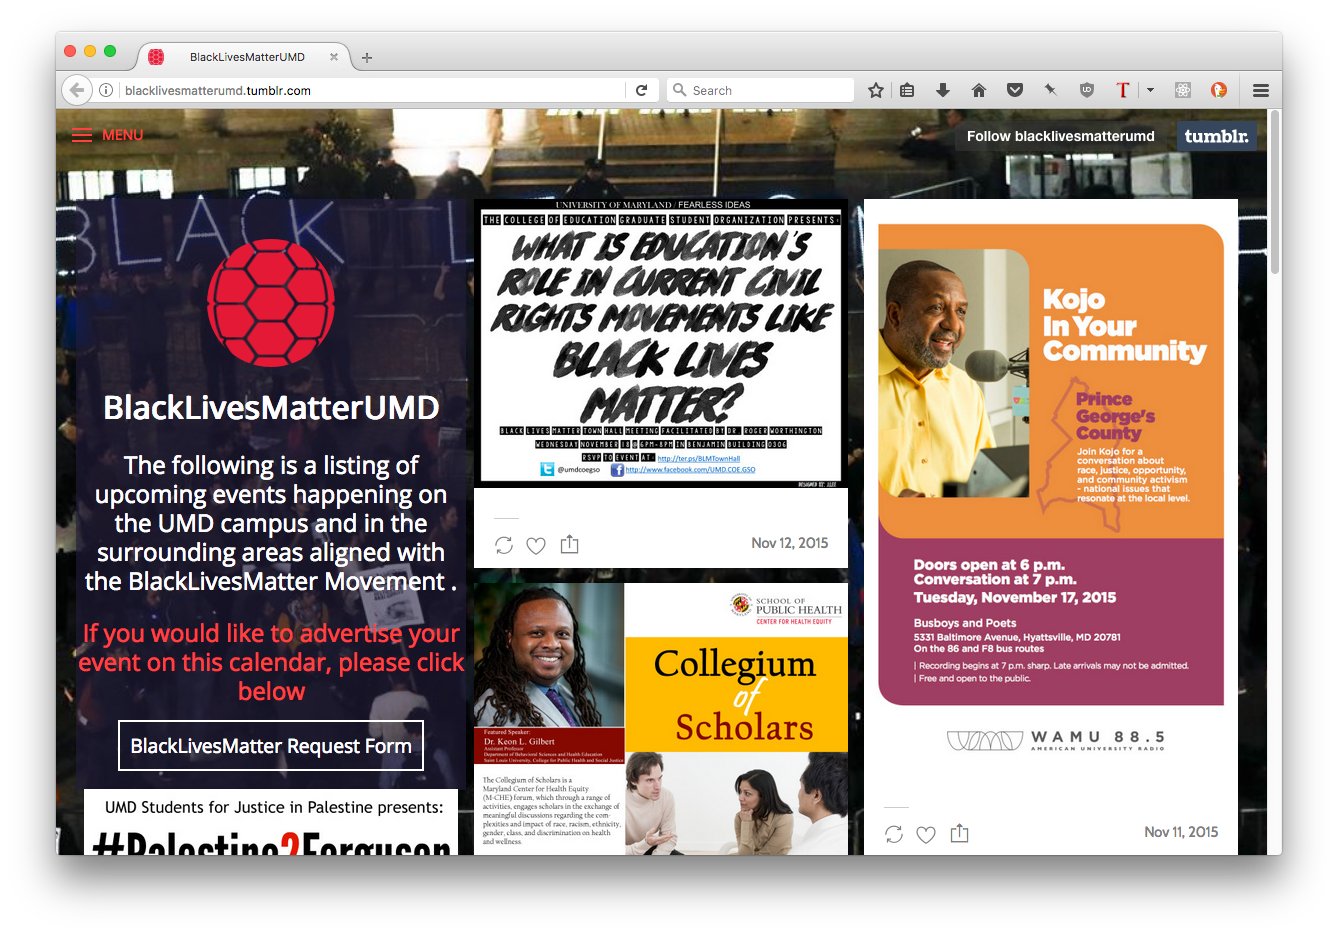 BlackLivesMatterUMD
blacklivesmatterumd.tumblr.com
Search
MENU
Follow blacklivesmatterumd
tumblr.
BLACK L
BlackLivesMatterUMD
The following is a listing of
upcoming events happening on
the UMD campus and in the
surrounding areas aligned with
the BlackLivesMatter Movement .
If you would like to advertise your
event on this calendar, please click
below
BlackLivesMatter Request Form
UMD Students for Justice in Palestine presents:
#Palestine2Ferguson
UNIVERSITY OF MARYLAND / FEARLESS IDEAS
THE COLLEGE OF EDUCATION GRADUATE STUDENT ORGANIZATION PRESENTS:
WHAT IS EDUCATION'S
ROLE IN CURRENT CIVIL
RIGHTS MOVEMENTS LIKE
BLACK LIVES
MATTER?
BLACK LIVES MATTER TOWN HALL MEETING FACILITATED BY DR. ROGER WORTHINGTON
WEDNESDAY NOVEMBER 18 @ 6PM-8PM IN BENJAMIN BUILDING 0306
RSVP TO EVENT AT: http://ter.ps/BLMTownHall
@umdcoegso http://www.facebook.com/UMD.COE.GSO
Nov 12, 2015
SCHOOL OF
PUBLIC HEALTH
CENTER FOR HEALTH EQUITY
Collegium
of
Scholars
Featured Speaker:
Dr. Keon L. Gilbert
Assistant Professor
Department of Behavioral Sciences and Health Education
Saint Louis University, College for Public Health and Social Justice
The Collegium of Scholars is a
Maryland Center for Health Equity
(M-CHE) forum, which through a range of
activities, engages scholars in the exchange of
meaningful discussions regarding the com-
plexities and impact of race, racism, ethnicity,
gender, class, and discrimination on health
and wellness.
Kojo
In Your
Community
Prince
George's
County
Join Kojo for a
conversation about
race, justice, opportunity,
and community activism
- national issues that
resonate at the local level.
Doors open at 6 p.m.
Conversation at 7 p.m.
Tuesday, November 17, 2015
Busboys and Poets
5331 Baltimore Avenue, Hyattsville, MD 20781
On the 86 and F8 bus routes
| Recording begins at 7 p.m. sharp. Late arrivals may not be admitted.
| Free and open to the public.
WAMU 88.5
AMERICAN UNIVERSITY RADIO
Nov 11, 2015